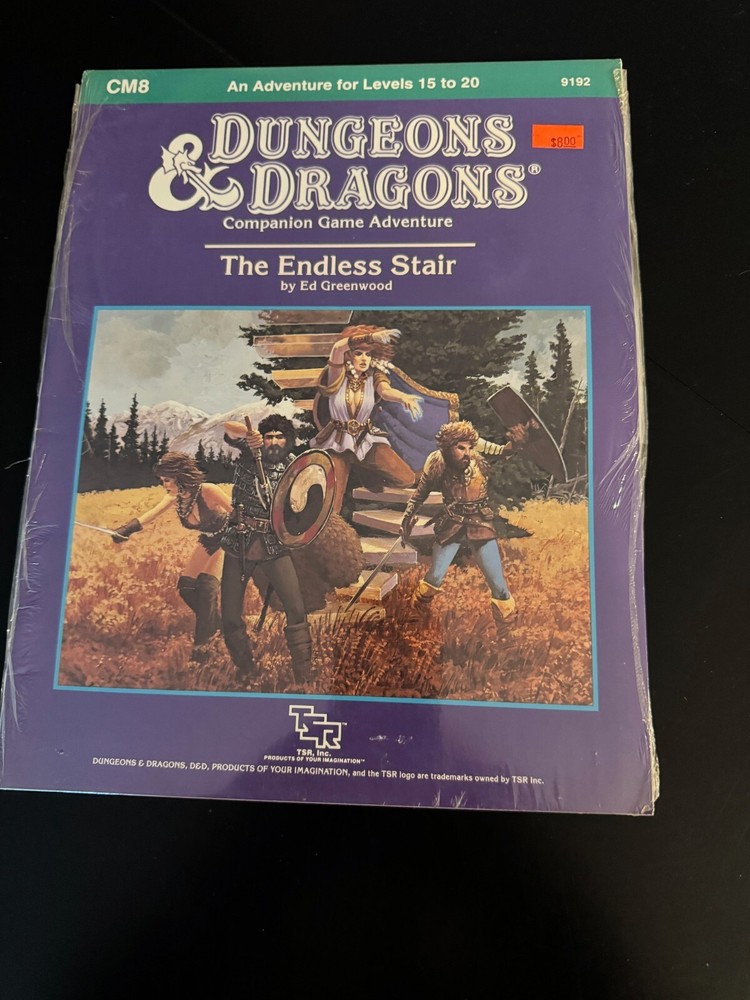 CM8
An Adventure for Levels 15 to 20
9192
DUNGEONS
& DRAGONS®
$8.00
Companion Game Adventure
The Endless Stair
by Ed Greenwood
TSR™
TSR, Inc.
PRODUCTS OF YOUR IMAGINATION™
DUNGEONS & DRAGONS, D&D, PRODUCTS OF YOUR IMAGINATION, and the TSR logo are trademarks owned by TSR Inc.